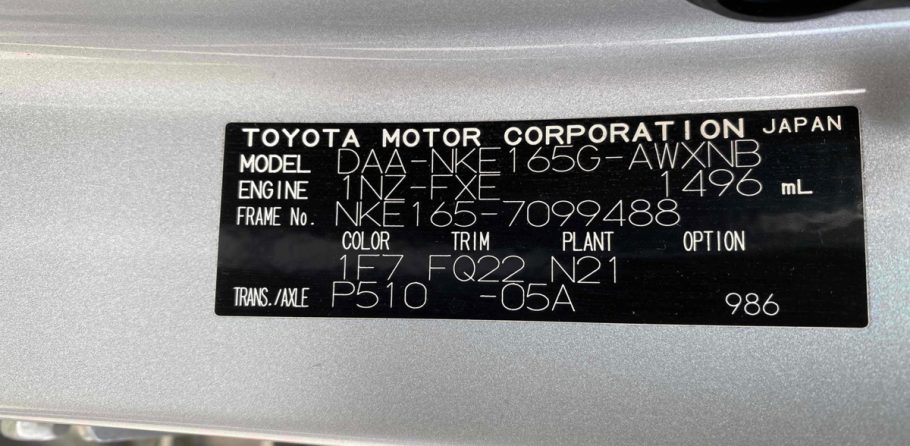 TOYOTA MOTOR CORPORATION JAPAN
MODEL DAA-NKE165G-AWXNB
ENGINE 1NZ-FXE 1496 mL
FRAME No. NKE165-7099488
COLOR TRIM PLANT OPTION
1F7 FQ22 N21
TRANS./AXLE P510 -05A 986